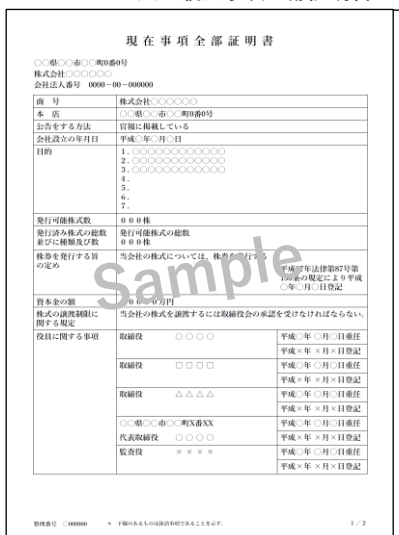 現在事項全部証明書
○○県○○市○○町0番0号
株式会社○○○○○○
会社法人番号 0000-00-000000
商 号 株式会社○○○○○○
本 店 ○○県○○市○○町0番0号
公告をする方法 官報に掲載している
会社設立の年月日 平成○年○月○日
目的 1.○○○○○○○○○○○○
2.○○○○○○○○○○○○
3.○○○○○○○○○○○○
4.
5.
6.
7.
発行可能株式数 000株
発行済み株式の総数 発行可能株式の総数
並びに種類及び数 000株
株券を発行する旨 当会社の株式については、株券を発行する
の定め
平成17年法律第87号第
136条の規定により平成
○年○月○日登記
Sample
資本金の額 0000万円
株式の譲渡制限に 当会社の株式を譲渡するには取締役会の承認を受けなければならない。
関する規定
役員に関する事項 取締役 ○○○○ 平成○年○月○日重任
平成×年×月×日登記
取締役 □□□□ 平成○年○月○日重任
平成×年×月×日登記
取締役 △△△△ 平成○年○月○日重任
平成×年×月×日登記
○○県○○市○○町X番XX 平成○年○月○日重任
代表取締役 ○○○○ 平成×年×月×日登記
監査役 ×××× 平成○年○月○日重任
平成×年×月×日登記
整理番号 ○000000 * 下線のあるものは抹消事項であることを示す。 1/2